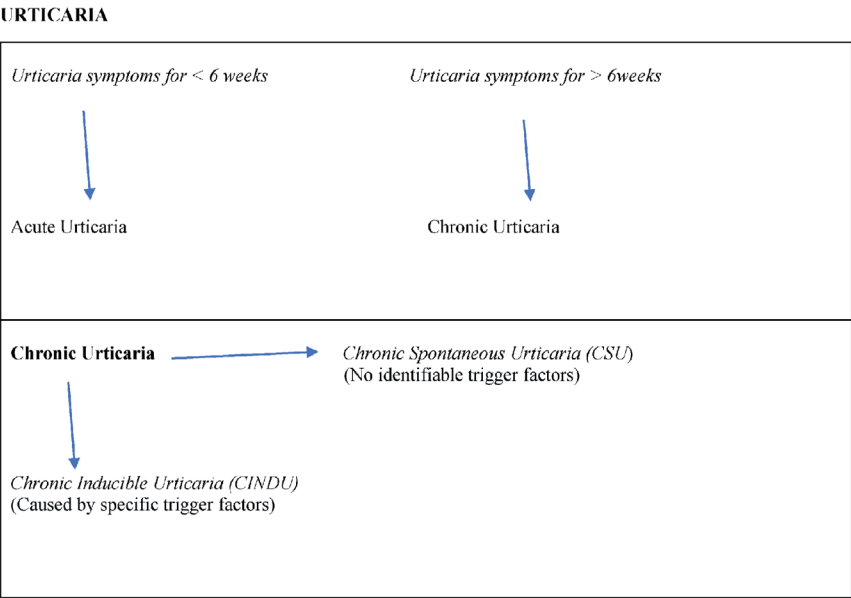 URTICARIA
Urticaria symptoms for < 6 weeks
Urticaria symptoms for > 6weeks
Acute Urticaria
Chronic Urticaria
Chronic Urticaria
Chronic Spontaneous Urticaria (CSU)
(No identifiable trigger factors)
Chronic Inducible Urticaria (CINDU)
(Caused by specific trigger factors)